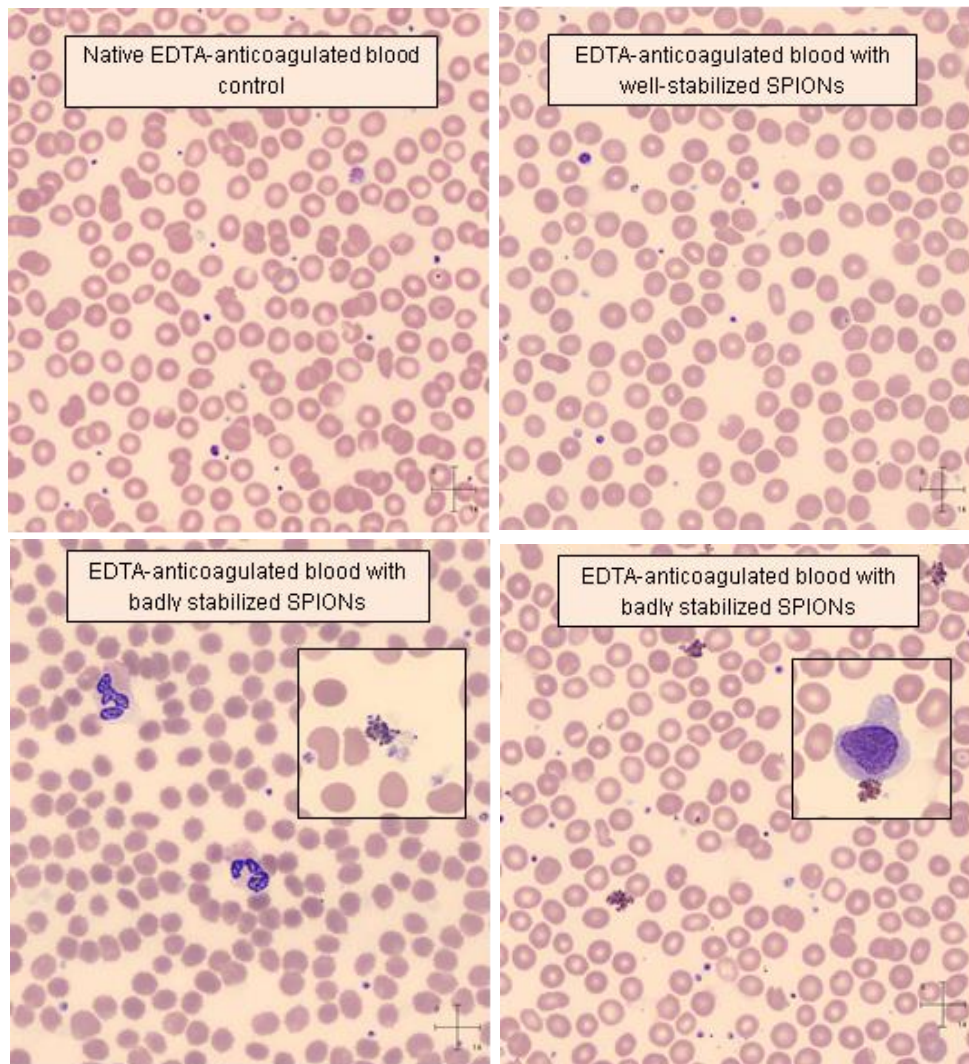 Native EDTA-anticoagulated blood
control
EDTA-anticoagulated blood with
well-stabilized SPIONs
EDTA-anticoagulated blood with
badly stabilized SPIONs
EDTA-anticoagulated blood with
badly stabilized SPIONs